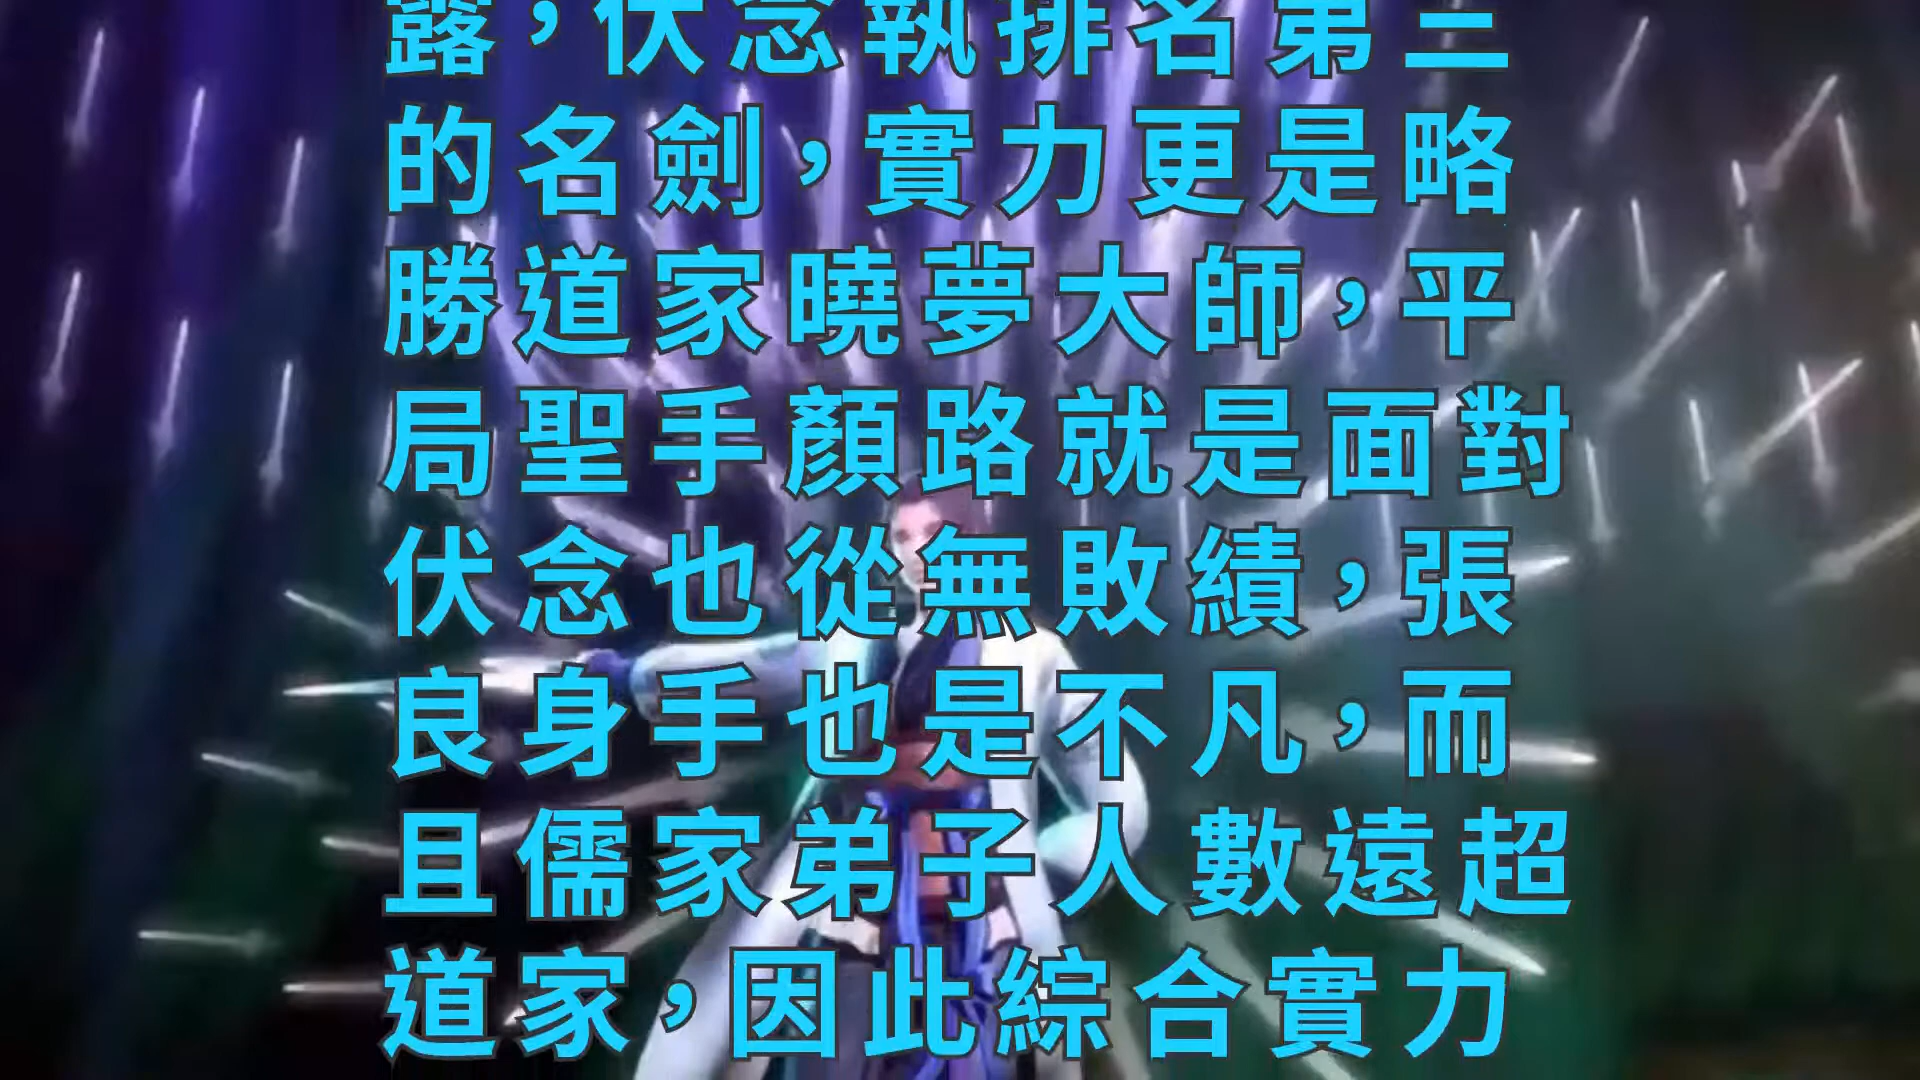 露，伏念執排名第三
的名劍，實力更是略
勝道家曉夢大師，平
局聖手顏路就是面對
伏念也從無敗績，張
良身手也是不凡，而
且儒家弟子人數遠超
道家，因此綜合實力